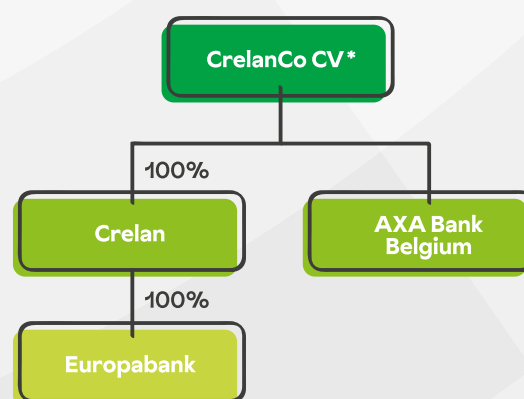 CrelanCo CV*
100%
Crelan
AXA Bank
Belgium
100%
Europabank